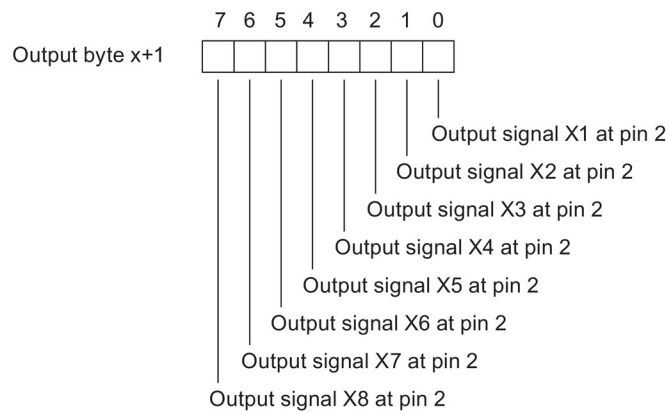 7 6 5 4 3 2 1 0
Output byte x+1
Output signal X1 at pin 2
Output signal X2 at pin 2
Output signal X3 at pin 2
Output signal X4 at pin 2
Output signal X5 at pin 2
Output signal X6 at pin 2
Output signal X7 at pin 2
Output signal X8 at pin 2